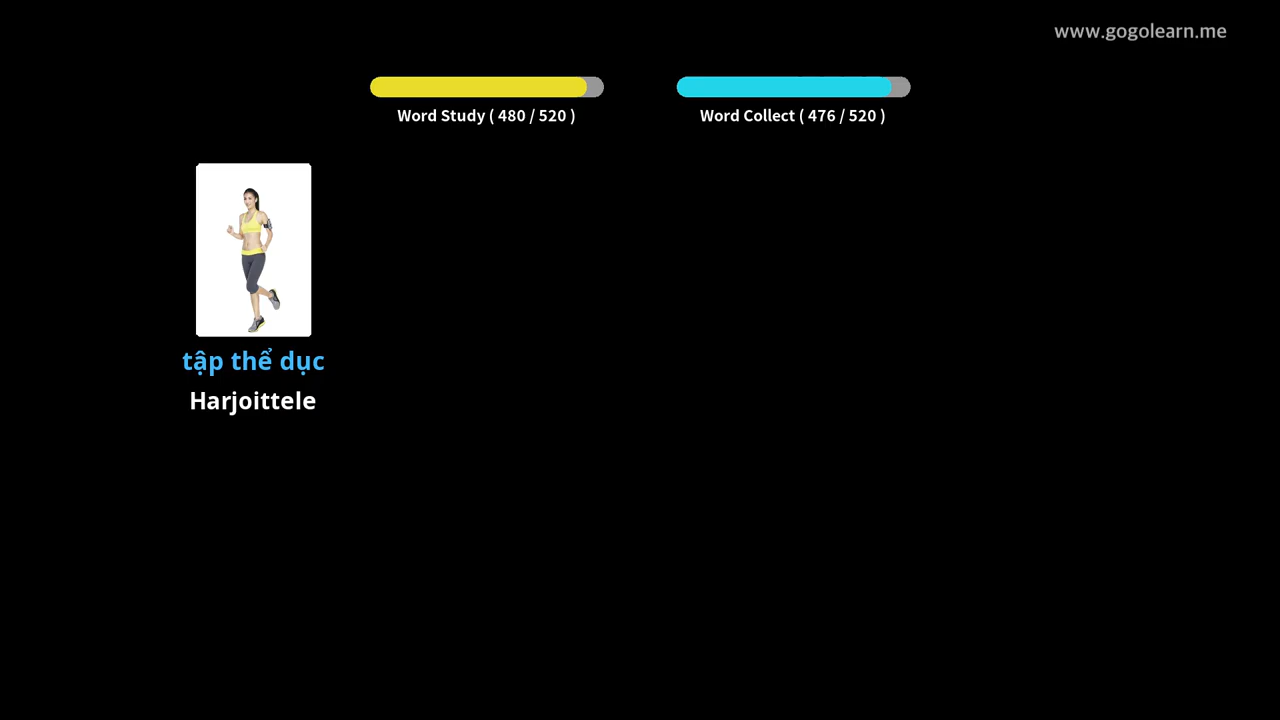 www.gogolearn.me
Word Study ( 480 / 520 )
Word Collect ( 476 / 520 )
tập thể dục
Harjoittele